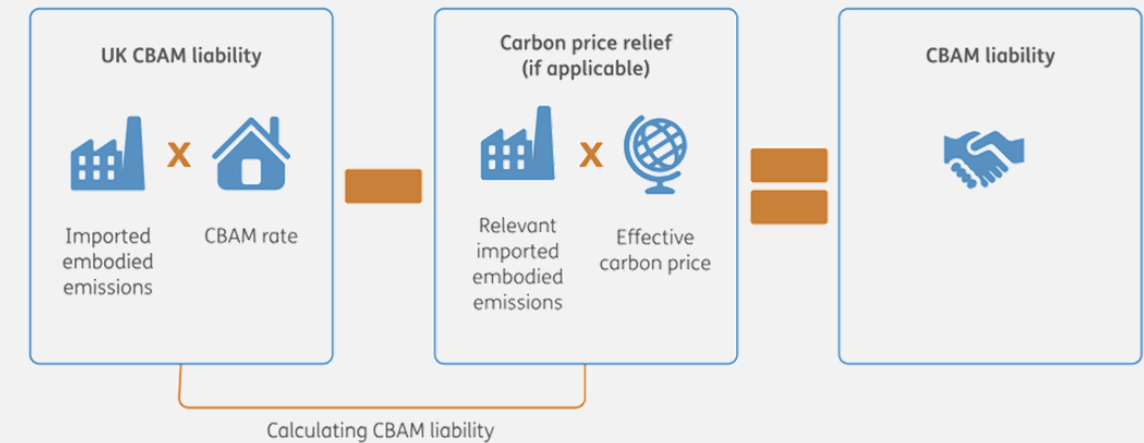 UK CBAM liability
X
Imported
embodied
emissions
CBAM rate
Carbon price relief
(if applicable)
X
Relevant
imported
embodied
emissions
Effective
carbon price
CBAM liability
Calculating CBAM liability